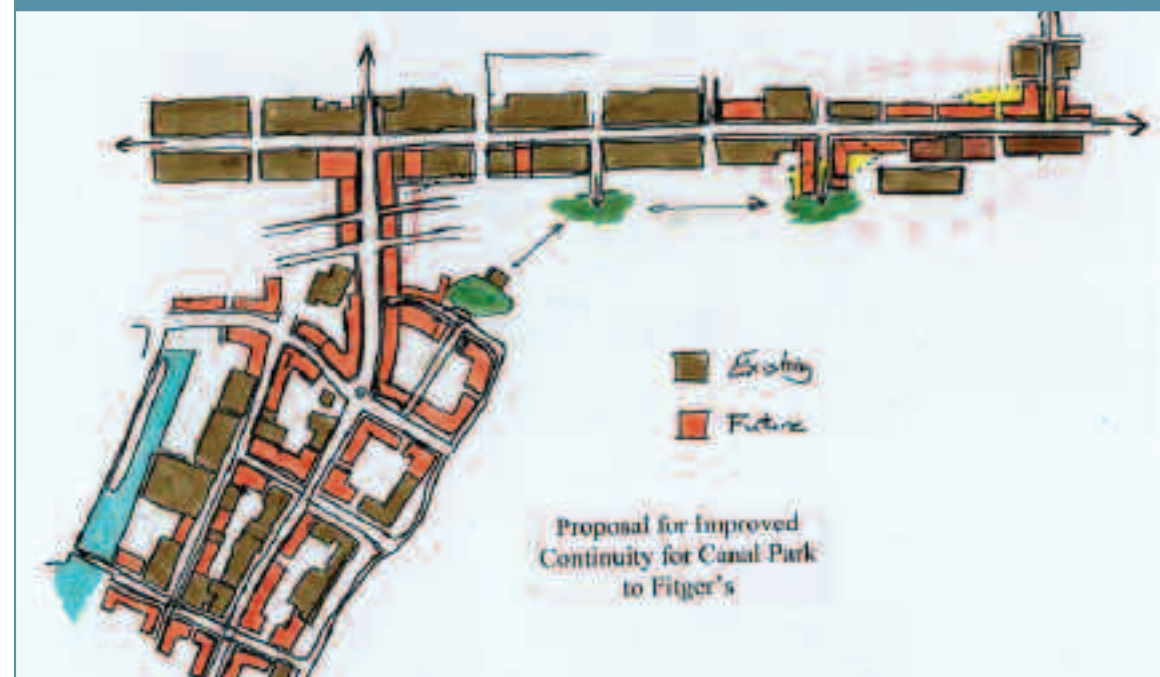 Existing
Future
Proposal for Improved
Continuity for Canal Park
to Fitger's